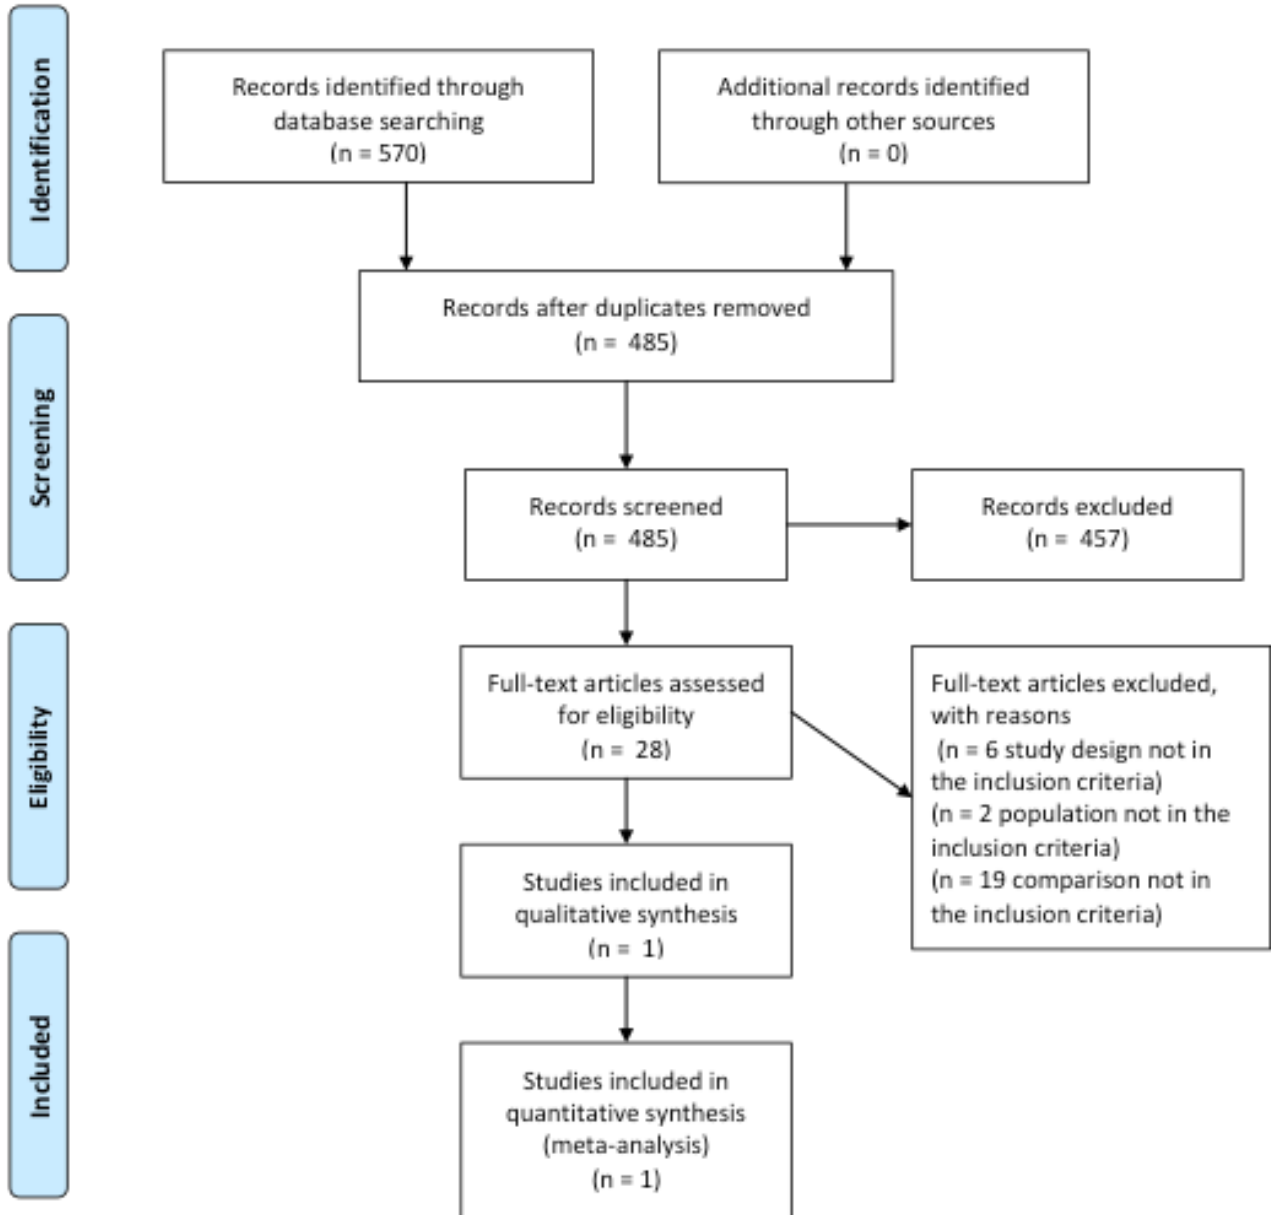 Identification
Records identified through
database searching
(n = 570)
Additional records identified
through other sources
(n = 0)
Records after duplicates removed
(n = 485)
Screening
Records screened
(n = 485)
Records excluded
(n = 457)
Eligibility
Full-text articles assessed
for eligibility
(n = 28)
Full-text articles excluded,
with reasons
(n = 6 study design not in
the inclusion criteria)
(n = 2 population not in the
inclusion criteria)
(n = 19 comparison not in
the inclusion criteria)
Studies included in
qualitative synthesis
(n = 1)
Included
Studies included in
quantitative synthesis
(meta-analysis)
(n = 1)